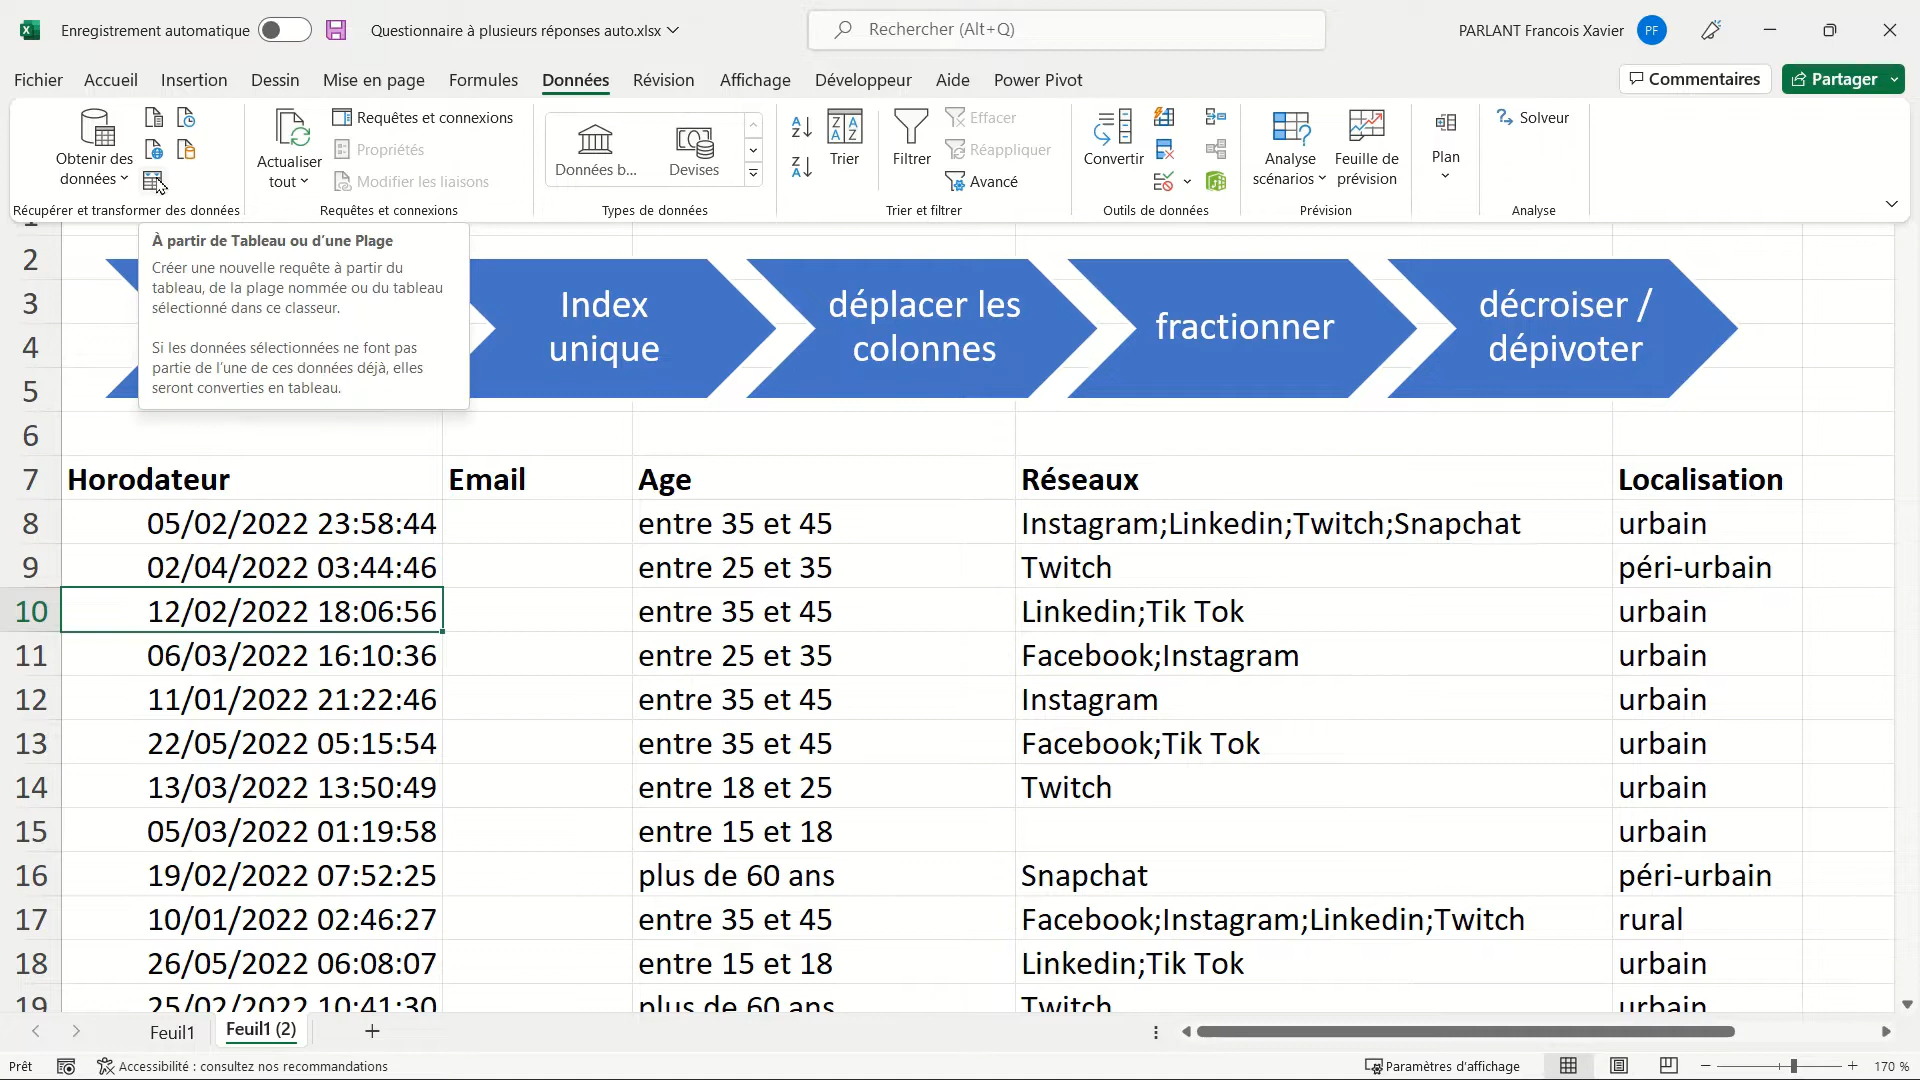 Enregistrement automatique
Questionnaire à plusieurs réponses auto.xlsx
Rechercher (Alt+Q)
PARLANT Francois Xavier
PF
Fichier Accueil Insertion Dessin Mise en page Formules Données Révision Affichage Développeur Aide Power Pivot
Commentaires
Partager
Obtenir des
données
Récupérer et transformer des données
Actualiser
tout
Requêtes et connexions
Propriétés
Modifier les liaisons
Requêtes et connexions
Données b...
Devises
Types de données
Trier
Filtrer
Effacer
Réappliquer
Avancé
Trier et filtrer
Convertir
Outils de données
Analyse
scénarios
Feuille de
prévision
Prévision
Plan
Solveur
Analyse
À partir de Tableau ou d'une Plage
Créer une nouvelle requête à partir du
tableau, de la plage nommée ou du tableau
sélectionné dans ce classeur.
Si les données sélectionnées ne font pas
partie de l'une de ces données déjà, elles
seront converties en tableau.
Index
unique
déplacer les
colonnes
fractionner
décroiser /
dépivoter
2
3
4
5
6
7 Horodateur Email Age Réseaux Localisation
8 05/02/2022 23:58:44 entre 35 et 45 Instagram;Linkedin;Twitch;Snapchat urbain
9 02/04/2022 03:44:46 entre 25 et 35 Twitch péri-urbain
10 12/02/2022 18:06:56 entre 35 et 45 Linkedin;Tik Tok urbain
11 06/03/2022 16:10:36 entre 25 et 35 Facebook;Instagram urbain
12 11/01/2022 21:22:46 entre 35 et 45 Instagram urbain
13 22/05/2022 05:15:54 entre 35 et 45 Facebook;Tik Tok urbain
14 13/03/2022 13:50:49 entre 18 et 25 Twitch urbain
15 05/03/2022 01:19:58 entre 15 et 18 urbain
16 19/02/2022 07:52:25 plus de 60 ans Snapchat péri-urbain
17 10/01/2022 02:46:27 entre 35 et 45 Facebook;Instagram;Linkedin;Twitch rural
18 26/05/2022 06:08:07 entre 15 et 18 Linkedin;Tik Tok urbain
19 25/02/2022 10:41:30 plus de 60 ans Twitch urbain
Feuil1 Feuil1 (2)
Prêt
Accessibilité : consultez nos recommandations
Paramètres d'affichage
170 %